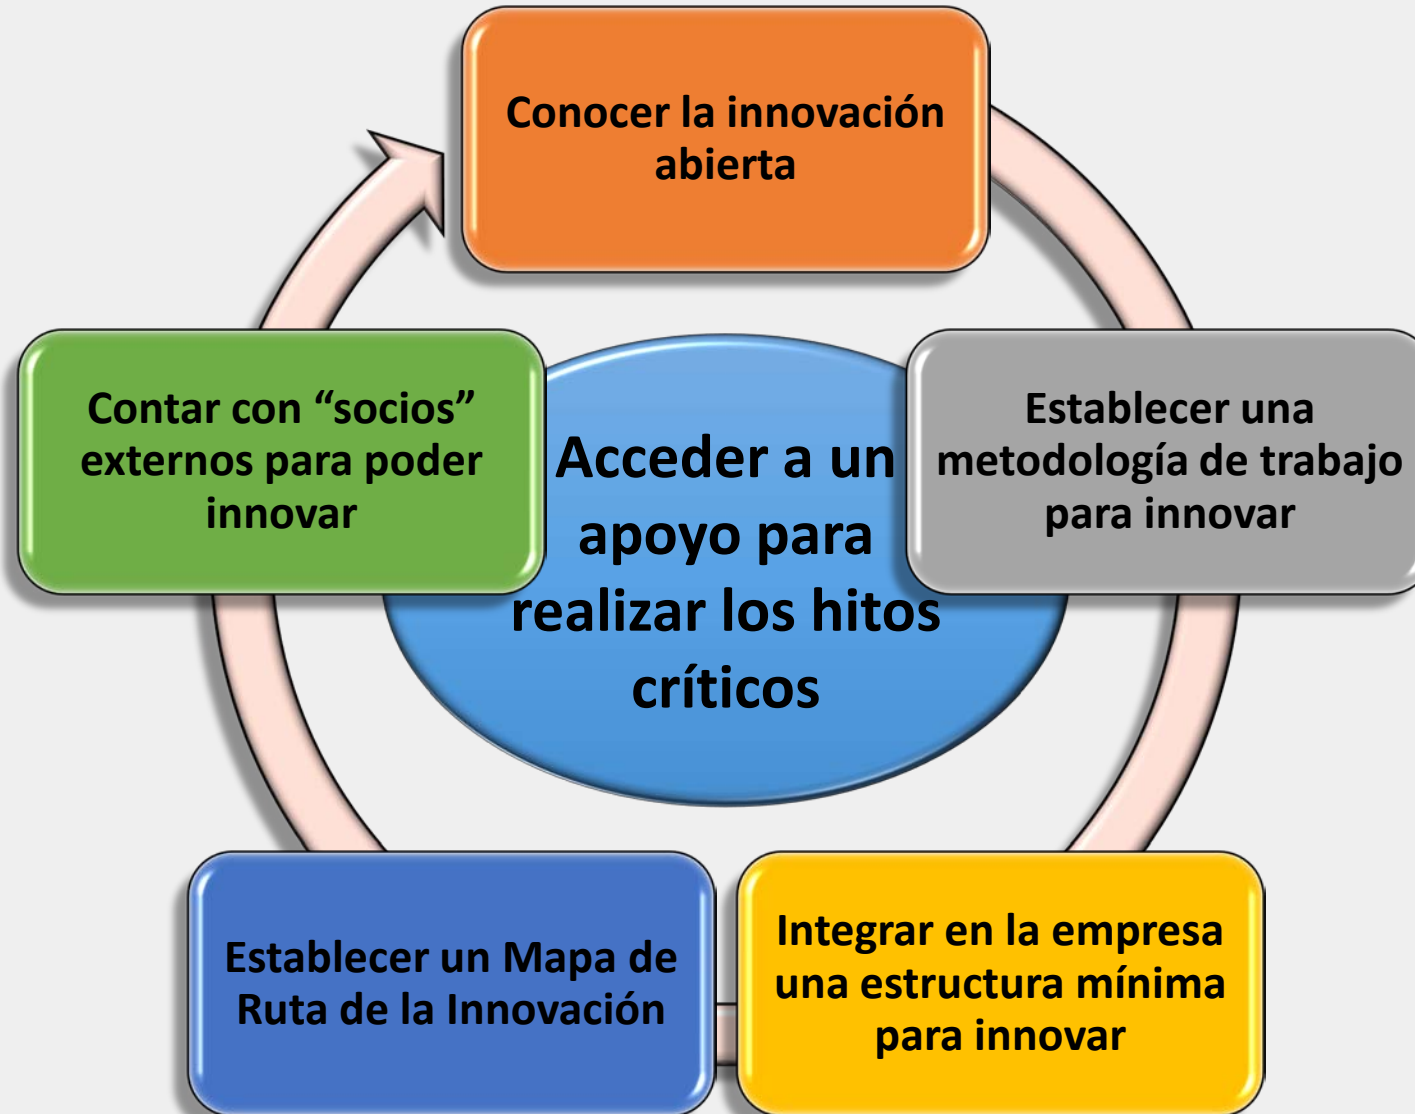 Conocer la innovación
abierta
Establecer una
metodología de trabajo
para innovar
Integrar en la empresa
una estructura mínima
para innovar
Establecer un Mapa de
Ruta de la Innovación
Contar con “socios”
externos para poder
innovar
Acceder a un
apoyo para
realizar los hitos
críticos